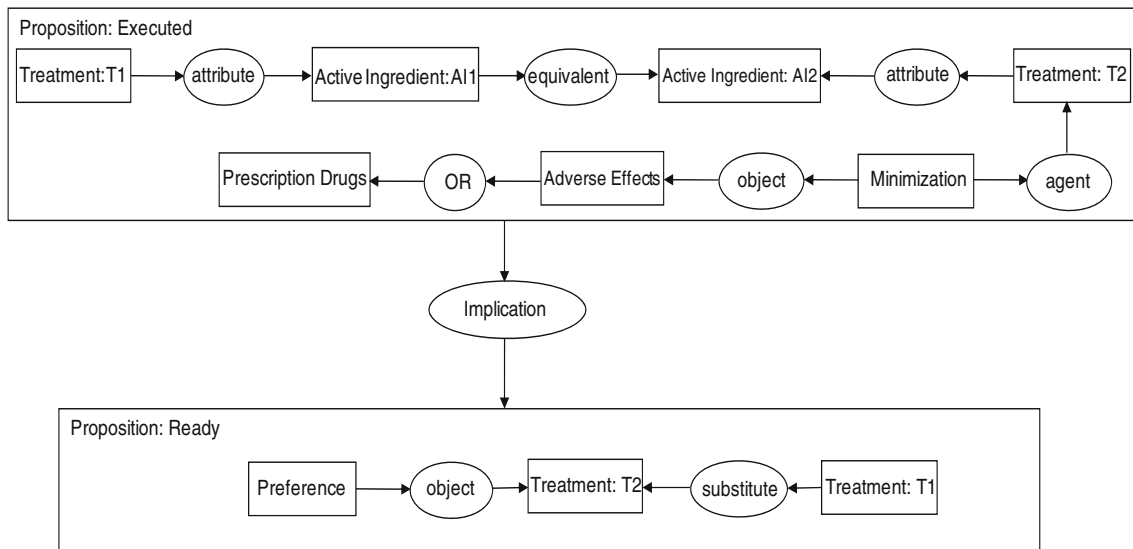 Proposition: Executed
Treatment:T1
attribute
Active Ingredient:AI1
equivalent
Active Ingredient: AI2
attribute
Treatment: T2
Prescription Drugs
OR
Adverse Effects
object
Minimization
agent
Implication
Proposition: Ready
Preference
object
Treatment: T2
substitute
Treatment: T1